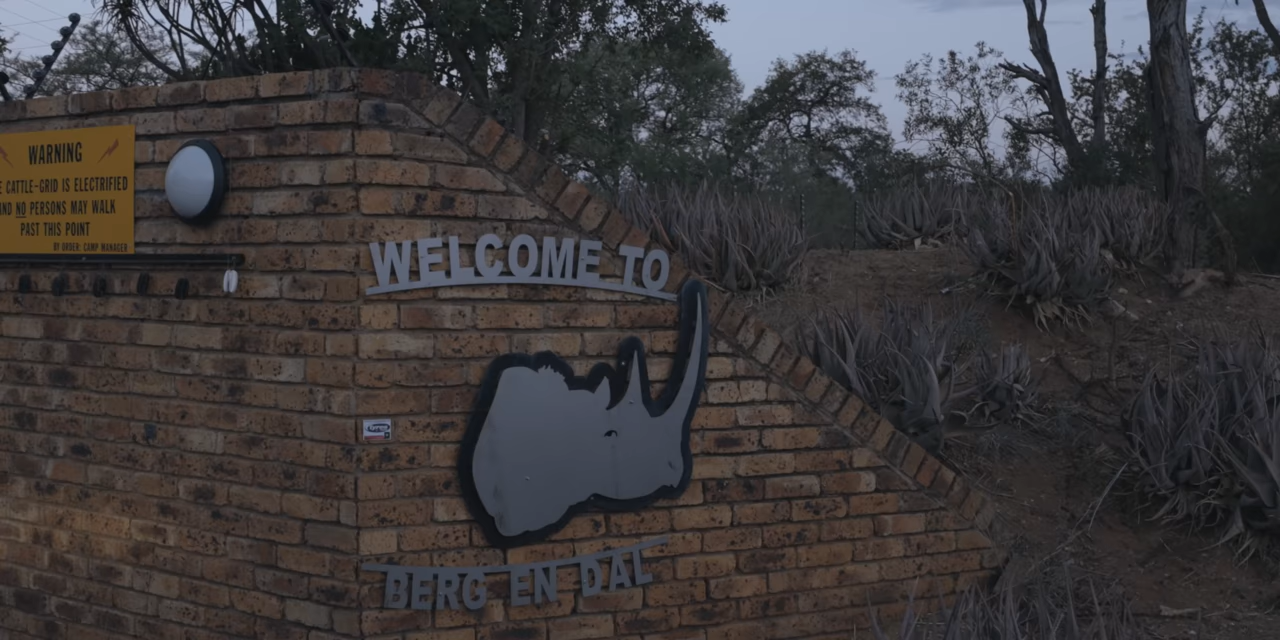 WARNING
CATTLE-GRID IS ELECTRIFIED
NO PERSONS MAY WALK
PAST THIS POINT
BY ORDER: CAMP MANAGER
WELCOME TO
BERG EN DAL